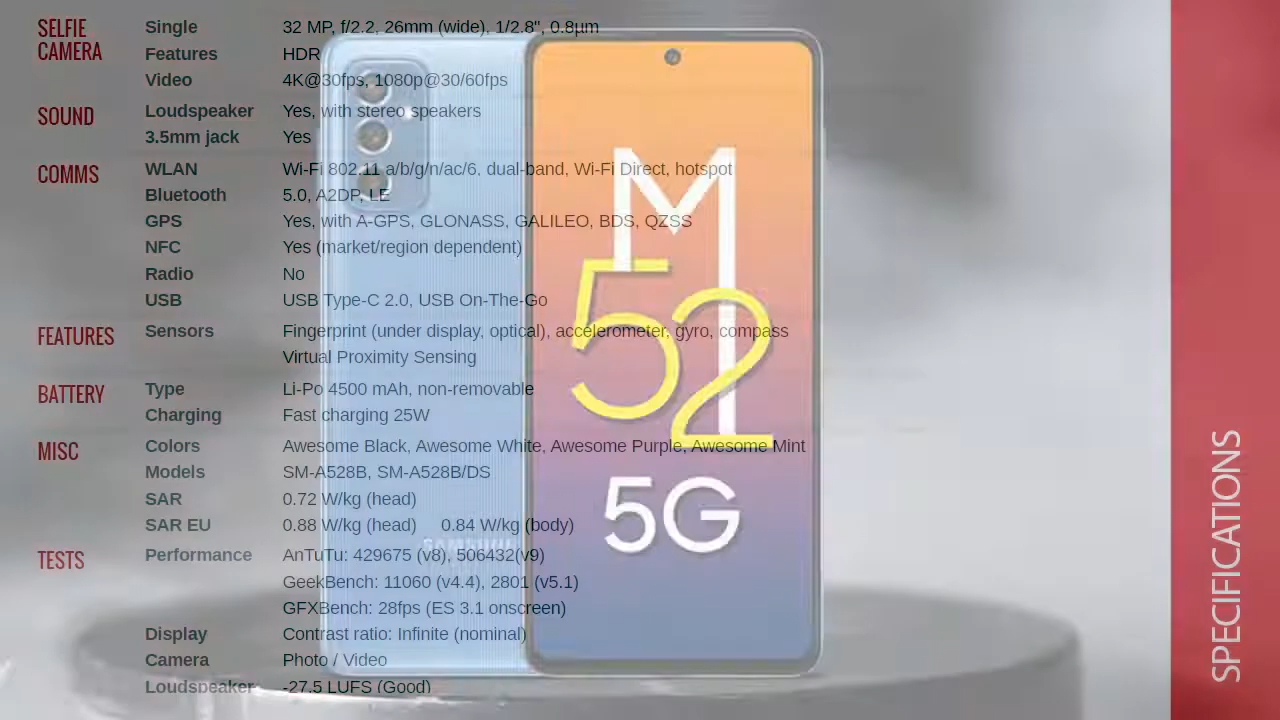 SELFIE CAMERA Single 32 MP, f/2.2, 26mm (wide), 1/2.8", 0.8µm
Features HDR
Video 4K@30fps, 1080p@30/60fps
SOUND Loudspeaker Yes, with stereo speakers
3.5mm jack Yes
COMMS WLAN Wi-Fi 802.11 a/b/g/n/ac/6, dual-band, Wi-Fi Direct, hotspot
Bluetooth 5.0, A2DP, LE
GPS Yes, with A-GPS, GLONASS, GALILEO, BDS, QZSS
NFC Yes (market/region dependent)
Radio No
USB USB Type-C 2.0, USB On-The-Go
FEATURES Sensors Fingerprint (under display, optical), accelerometer, gyro, compass
Virtual Proximity Sensing
BATTERY Type Li-Po 4500 mAh, non-removable
Charging Fast charging 25W
MISC Colors Awesome Black, Awesome White, Awesome Purple, Awesome Mint
Models SM-A528B, SM-A528B/DS
SAR 0.72 W/kg (head)
SAR EU 0.88 W/kg (head) 0.84 W/kg (body)
TESTS Performance AnTuTu: 429675 (v8), 506432(v9)
GeekBench: 11060 (v4.4), 2801 (v5.1)
GFXBench: 28fps (ES 3.1 onscreen)
Display Contrast ratio: Infinite (nominal)
Camera Photo / Video
Loudspeaker -27.5 LUFS (Good)
M
52
5G
SAMSUNG
SPECIFICATIONS